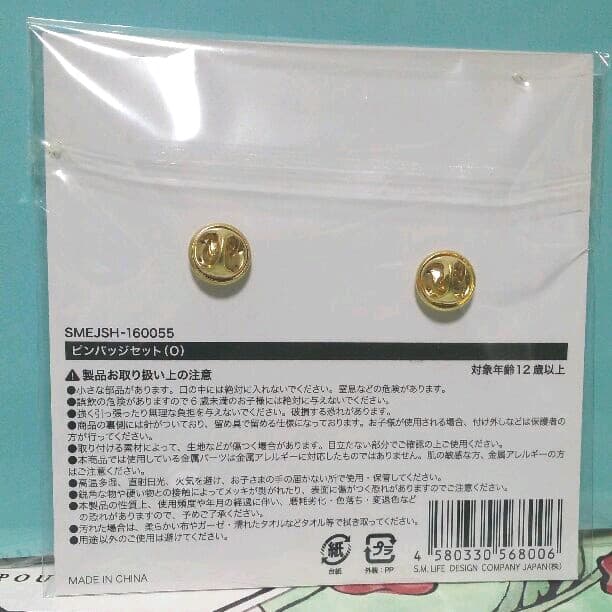 SMEJSH-160055
ピンバッジセット(O)
製品お取り扱い上の注意
対象年齢12歳以上
●小さな部品があります。口の中には絶対に入れないでください。窒息などの危険があります。
●誤飲の危険がありますので6歳未満のお子様には絶対に与えないでください。
●強く引っ張ったり無理な負担を与えないでください。破損する恐れがあります。
●商品の裏側には針がついており、留め具で留める仕様になっております。お子様が使用される場合、付け外しなどは保護者の
方が行ってください。
●取り付ける素材によって、生地などが傷つく場合があります。目立たない部分でご確認の上ご使用ください。
●本商品では使用している金属パーツは金属アレルギーに対応したものではありません。肌の敏感な方、金属アレルギーの方
はご注意ください。
●高温多湿、直射日光、火気を避け、お子さまの手の届かない所で使用・保管してください。
●鋭角な物や硬い物との接触によってメッキが剥がれたり、表面に傷がつく恐れがありますのでご注意ください。
●本製品の性質上、使用頻度や年月の経過に伴い、磨耗劣化・色落ち・変退色など
の恐れがありますので、予めご了承ください。
●汚れた場合は、柔らかい布やガーゼ・濡れたタオルなどタオル等で拭き取ってください。
●用途以外のご使用は避けてください。
紙
台紙
プラ
外装:PP
4 580330 568006
MADE IN CHINA
S.M. LIFE DESIGN COMPANY JAPAN(株)
POU